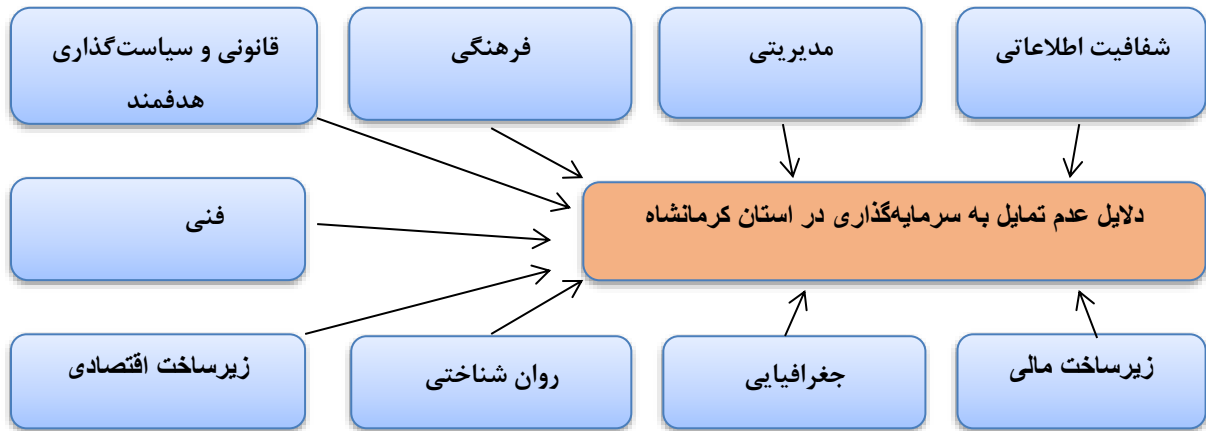 شفافیت اطلاعاتی
مدیریتی
فرهنگی
قانونی و سیاست‌گذاری
هدفمند
دلایل عدم تمایل به سرمایه‌گذاری در استان کرمانشاه
فنی
زیرساخت مالی
جغرافیایی
روان شناختی
زیرساخت اقتصادی